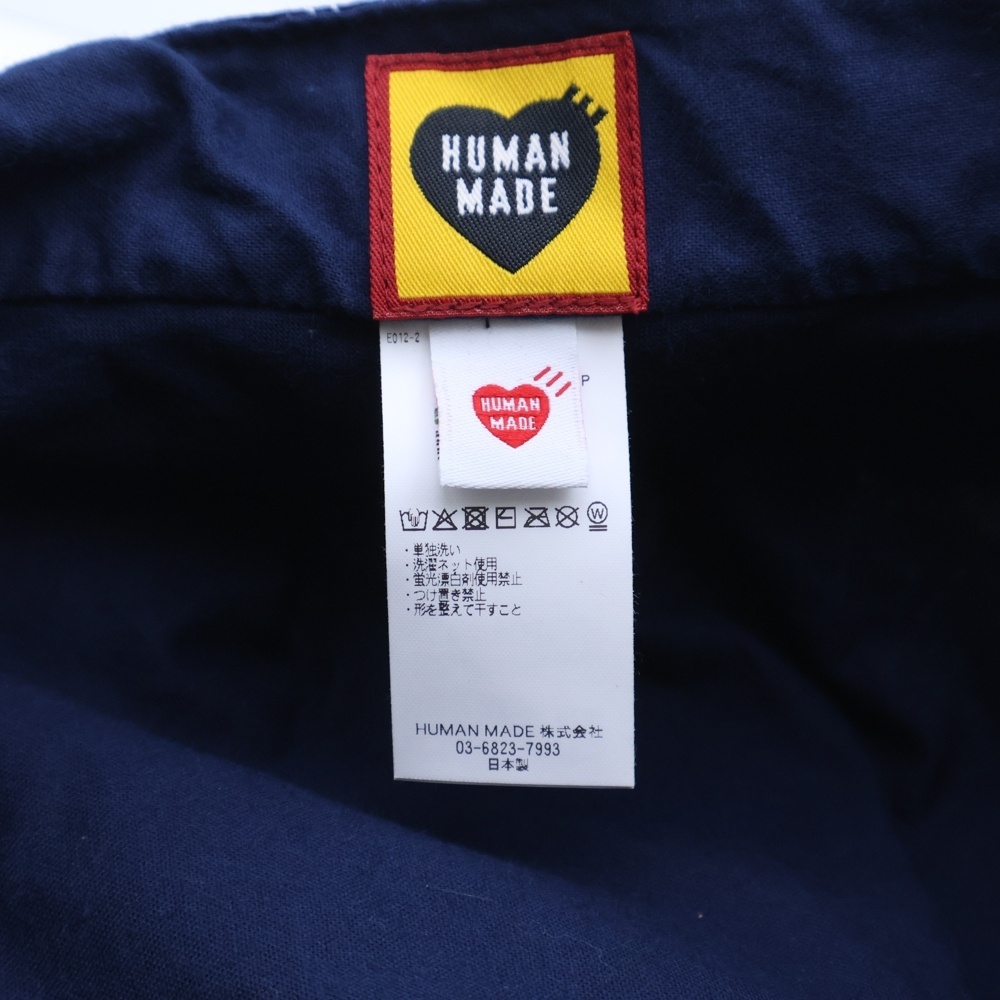 HUMAN
MADE
E012-2
P
HUMAN
MADE
W
・単独洗い
・洗濯ネット使用
・蛍光漂白剤使用禁止
・つけ置き禁止
・形を整えて干すこと
HUMAN MADE 株式会社
03-6823-7993
日本製